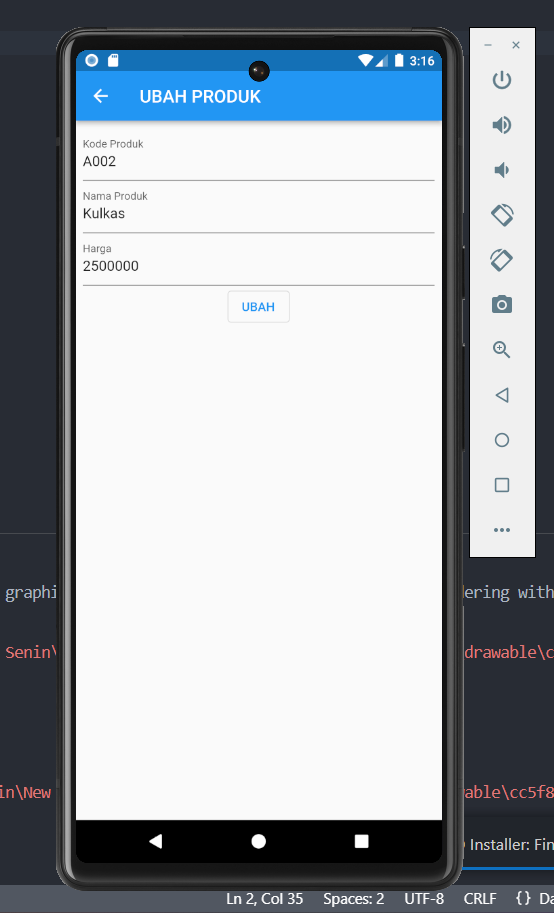 3:16
UBAH PRODUK
Kode Produk
A002
Nama Produk
Kulkas
Harga
2500000
UBAH
graphi
ering with
Senin\
drawable\c
in\New
able\cc5f8
Installer: Fin
Ln 2, Col 35 Spaces: 2 UTF-8 CRLF {} Da